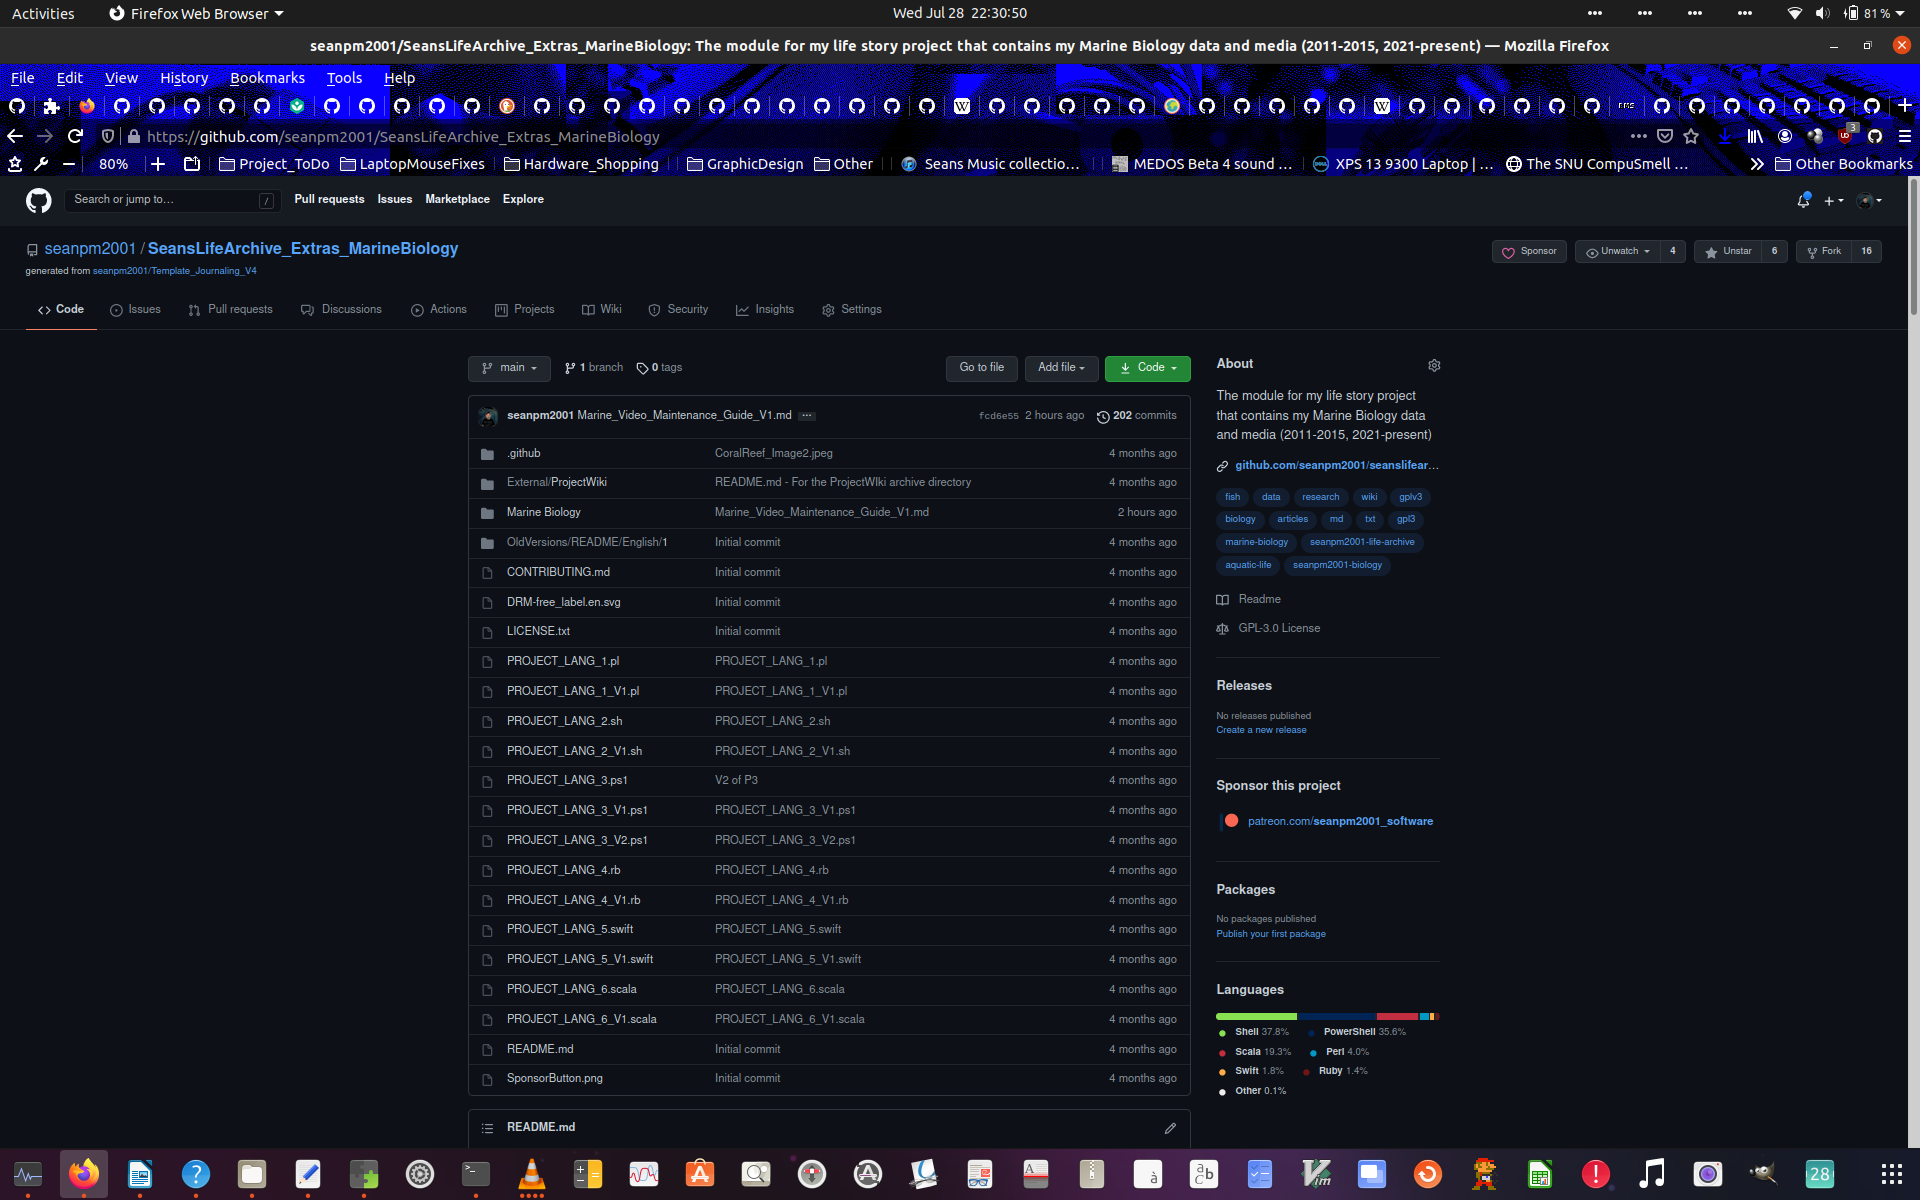 Activities Firefox Web Browser Wed Jul 28 22:30:50 81 %
seanpm2001/SeansLifeArchive_Extras_MarineBiology: The module for my life story project that contains my Marine Biology data and media (2011-2015, 2021-present) — Mozilla Firefox
File Edit View History Bookmarks Tools Help
https://github.com/seanpm2001/SeansLifeArchive_Extras_MarineBiology 3
80% Project_ToDo LaptopMouseFixes Hardware_Shopping GraphicDesign Other Seans Music collectio… MEDOS Beta 4 sound … XPS 13 9300 Laptop | … The SNU CompuSmell … Other Bookmarks
Search or jump to… / Pull requests Issues Marketplace Explore
seanpm2001 / SeansLifeArchive_Extras_MarineBiology Sponsor Unwatch 4 Unstar 6 Fork 16
generated from seanpm2001/Template_Journaling_V4
Code Issues Pull requests Discussions Actions Projects Wiki Security Insights Settings
main 1 branch 0 tags Go to file Add file Code
seanpm2001 Marine_Video_Maintenance_Guide_V1.md ... fcd6e55 2 hours ago 202 commits
.github CoralReef_Image2.jpeg 4 months ago
External/ProjectWiki README.md - For the ProjectWIki archive directory 4 months ago
Marine Biology Marine_Video_Maintenance_Guide_V1.md 2 hours ago
OldVersions/README/English/1 Initial commit 4 months ago
CONTRIBUTING.md Initial commit 4 months ago
DRM-free_label.en.svg Initial commit 4 months ago
LICENSE.txt Initial commit 4 months ago
PROJECT_LANG_1.pl PROJECT_LANG_1.pl 4 months ago
PROJECT_LANG_1_V1.pl PROJECT_LANG_1_V1.pl 4 months ago
PROJECT_LANG_2.sh PROJECT_LANG_2.sh 4 months ago
PROJECT_LANG_2_V1.sh PROJECT_LANG_2_V1.sh 4 months ago
PROJECT_LANG_3.ps1 V2 of P3 4 months ago
PROJECT_LANG_3_V1.ps1 PROJECT_LANG_3_V1.ps1 4 months ago
PROJECT_LANG_3_V2.ps1 PROJECT_LANG_3_V2.ps1 4 months ago
PROJECT_LANG_4.rb PROJECT_LANG_4.rb 4 months ago
PROJECT_LANG_4_V1.rb PROJECT_LANG_4_V1.rb 4 months ago
PROJECT_LANG_5.swift PROJECT_LANG_5.swift 4 months ago
PROJECT_LANG_5_V1.swift PROJECT_LANG_5_V1.swift 4 months ago
PROJECT_LANG_6.scala PROJECT_LANG_6.scala 4 months ago
PROJECT_LANG_6_V1.scala PROJECT_LANG_6_V1.scala 4 months ago
README.md Initial commit 4 months ago
SponsorButton.png Initial commit 4 months ago
README.md
About
The module for my life story project
that contains my Marine Biology data
and media (2011-2015, 2021-present)
github.com/seanpm2001/seanslifear…
fish data research wiki gplv3
biology articles md txt gpl3
marine-biology seanpm2001-life-archive
aquatic-life seanpm2001-biology
Readme
GPL-3.0 License
Releases
No releases published
Create a new release
Sponsor this project
patreon.com/seanpm2001_software
Packages
No packages published
Publish your first package
Languages
Shell 37.8% PowerShell 35.6%
Scala 19.3% Perl 4.0%
Swift 1.8% Ruby 1.4%
Other 0.1%
28